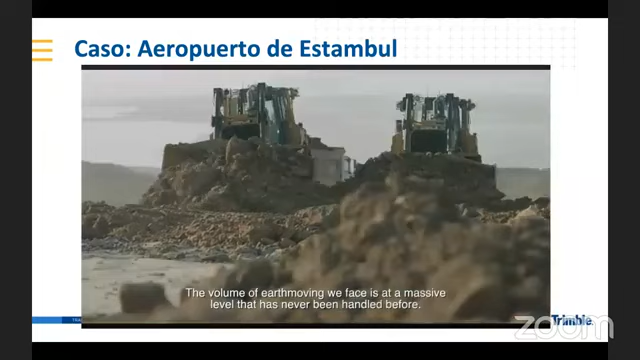 Caso: Aeropuerto de Estambul
The volume of earthmoving we face is at a massive
level that has never been handled before.
Trimble
zoom